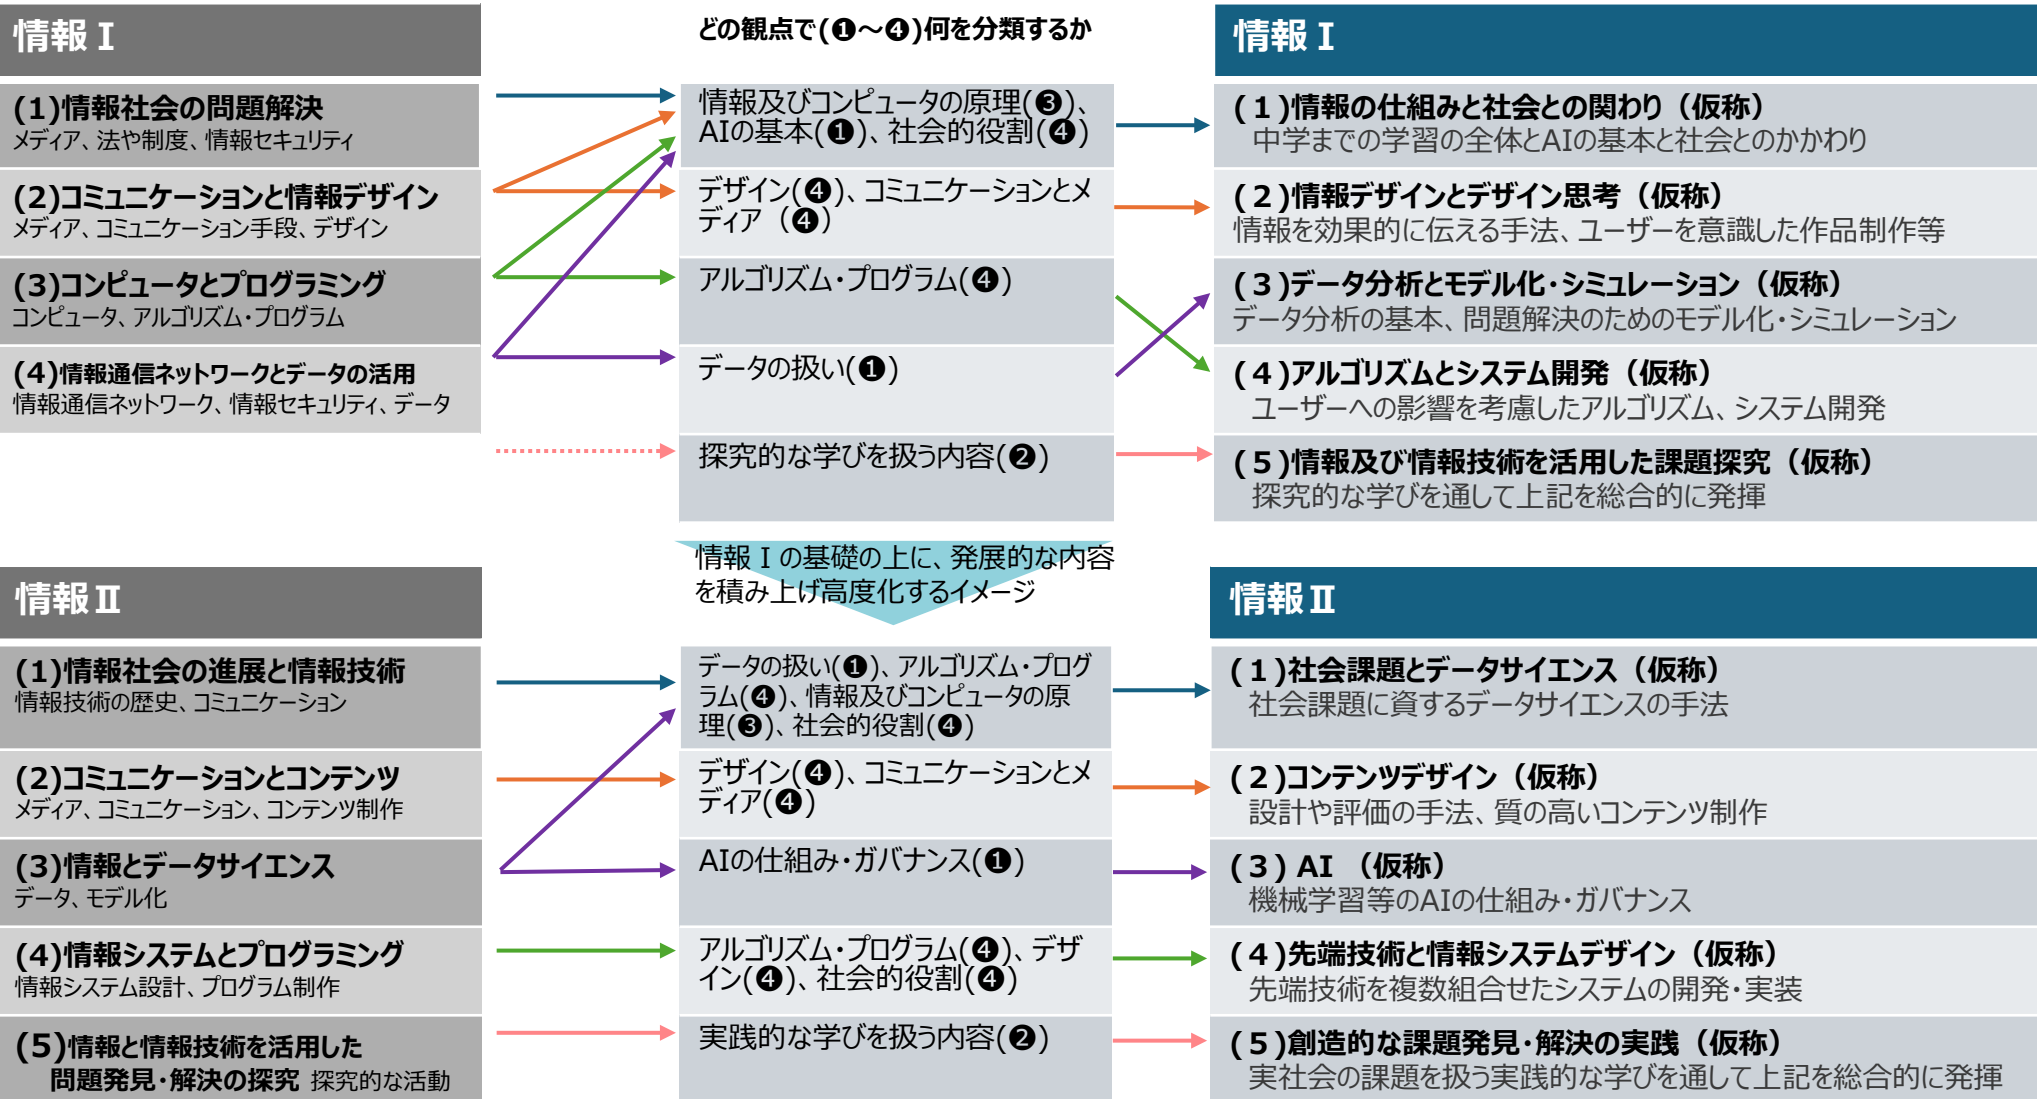 情報Ⅰ
(1)情報社会の問題解決
メディア、法や制度、情報セキュリティ
(2)コミュニケーションと情報デザイン
メディア、コミュニケーション手段、デザイン
(3)コンピュータとプログラミング
コンピュータ、アルゴリズム・プログラム
(4)情報通信ネットワークとデータの活用
情報通信ネットワーク、情報セキュリティ、データ
どの観点で(❶～❹)何を分類するか
情報及びコンピュータの原理(❸)、
AIの基本(❶)、社会的役割(❹)
デザイン(❹)、コミュニケーションとメ
ディア（❹）
アルゴリズム・プログラム(❹)
データの扱い(❶)
探究的な学びを扱う内容(❷)
情報Ⅰ
(１)情報の仕組みと社会との関わり（仮称）
中学までの学習の全体とAIの基本と社会とのかかわり
(２)情報デザインとデザイン思考（仮称）
情報を効果的に伝える手法、ユーザーを意識した作品制作等
(３)データ分析とモデル化・シミュレーション（仮称）
データ分析の基本、問題解決のためのモデル化・シミュレーション
(４)アルゴリズムとシステム開発（仮称）
ユーザーへの影響を考慮したアルゴリズム、システム開発
(５)情報及び情報技術を活用した課題探究（仮称）
探究的な学びを通して上記を総合的に発揮
情報Ⅰの基礎の上に、発展的な内容
を積み上げ高度化するイメージ
情報Ⅱ
(1)情報社会の進展と情報技術
情報技術の歴史、コミュニケーション
(2)コミュニケーションとコンテンツ
メディア、コミュニケーション、コンテンツ制作
(3)情報とデータサイエンス
データ、モデル化
(4)情報システムとプログラミング
情報システム設計、プログラム制作
(5)情報と情報技術を活用した
問題発見・解決の探究 探究的な活動
データの扱い(❶)、アルゴリズム・プログ
ラム(❹)、情報及びコンピュータの原
理(❸)、社会的役割(❹)
デザイン(❹)、コミュニケーションとメ
ディア(❹)
AIの仕組み・ガバナンス(❶)
アルゴリズム・プログラム(❹)、デザ
イン(❹)、社会的役割(❹)
実践的な学びを扱う内容(❷)
情報Ⅱ
(１)社会課題とデータサイエンス（仮称）
社会課題に資するデータサイエンスの手法
(２)コンテンツデザイン（仮称）
設計や評価の手法、質の高いコンテンツ制作
(３) AI （仮称）
機械学習等のAIの仕組み・ガバナンス
(４)先端技術と情報システムデザイン（仮称）
先端技術を複数組合せたシステムの開発・実装
(５)創造的な課題発見・解決の実践（仮称）
実社会の課題を扱う実践的な学びを通して上記を総合的に発揮